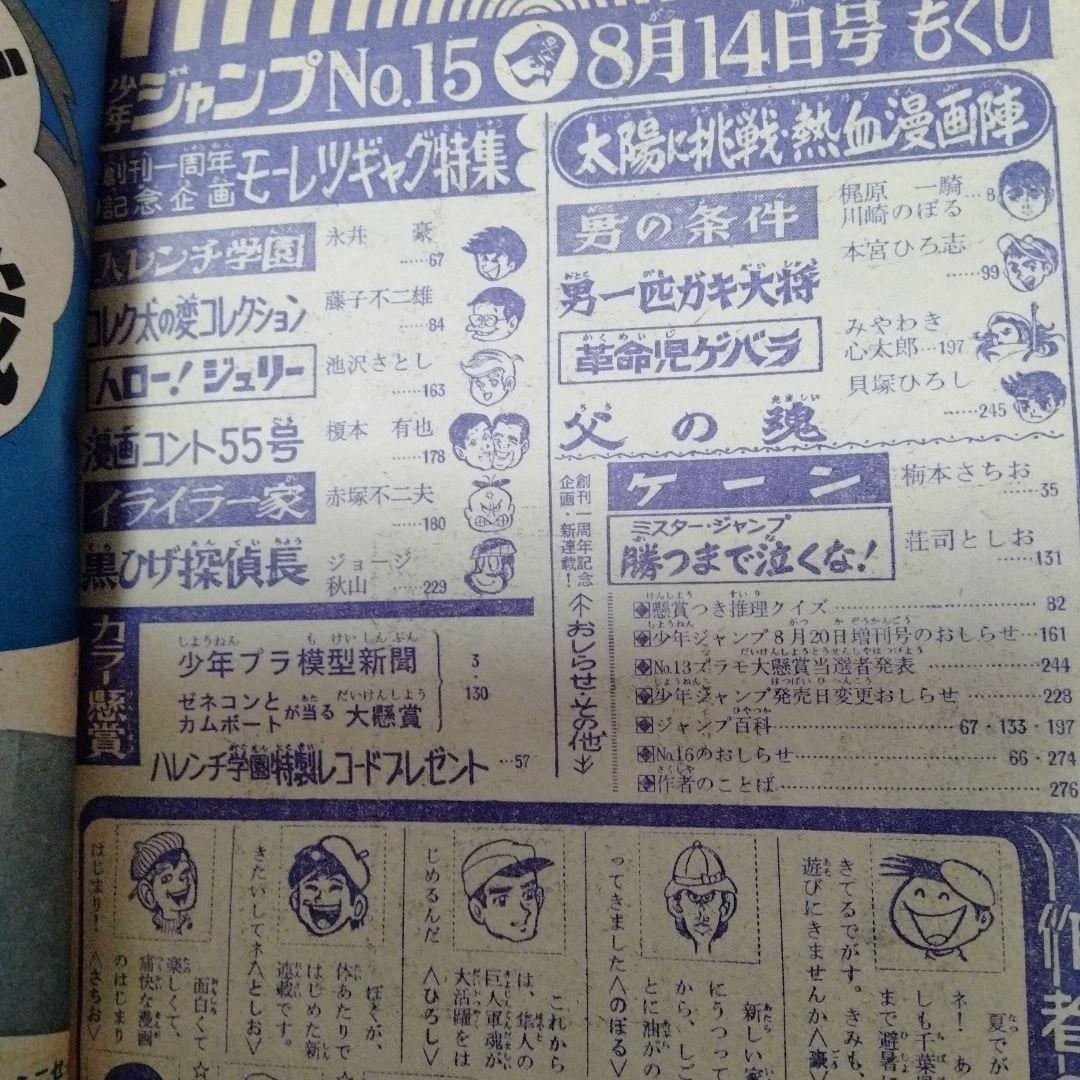 少年ジャンプNo.15 8月14日号 もくじ
創刊一周年記念企画 モーレツギャグ特集
ハレンチ学園 永井 豪 ……67
コレク太の変コレクション 藤子不二雄 ……84
ハロー!ジュリー 池沢さとし ……163
漫画コント55号 榎本 有也 ……178
イライラ一家 赤塚不二夫 ……180
黒ひげ探偵長 ジョージ秋山 ……229
カラー懸賞
少年プラ模型新聞
ゼネコンとカムボートが当る大懸賞
3・130
ハレンチ学園特製レコードプレゼント …57
太陽に挑戦・熱血漫画陣
男の条件 梶原 一騎 川崎のぼる …8
男一匹ガキ大将 本宮ひろ志 ……99
革命児ゲバラ みやわき心太郎…197
父の魂 貝塚ひろし ……245
創刊一周年記念企画・新連載!
ケーン 梅本さちお ……35
ミスター・ジャンプ
勝つまで泣くな! 荘司としお ……131
おしらせ・その他
懸賞つき推理クイズ……82
少年ジャンプ8月20日増刊号のおしらせ…161
No.13プラモ大懸賞当選者発表……244
少年ジャンプ発売日変更おしらせ……228
ジャンプ百科……67・133・197
No.16のおしらせ……66・274
作者のことば……276
作者
夏でが
ネ!あ
しも千葉
まで避暑
きてるでがす。きみも、
遊びにきませんか〈豪〉
新しい家
にうつって
から、しご
とに油が
ってきました〈のぼる〉
これから
は、隼人の
巨人軍魂が
大活躍をは
じめるんだ
〈ひろし〉
ぼくが、
体あたりで
はじめた新
連載です。
きたいしてネ〈としお〉
面白くて
楽しくて、
痛快な漫画
のはじまり
はじまり!〈さちお〉